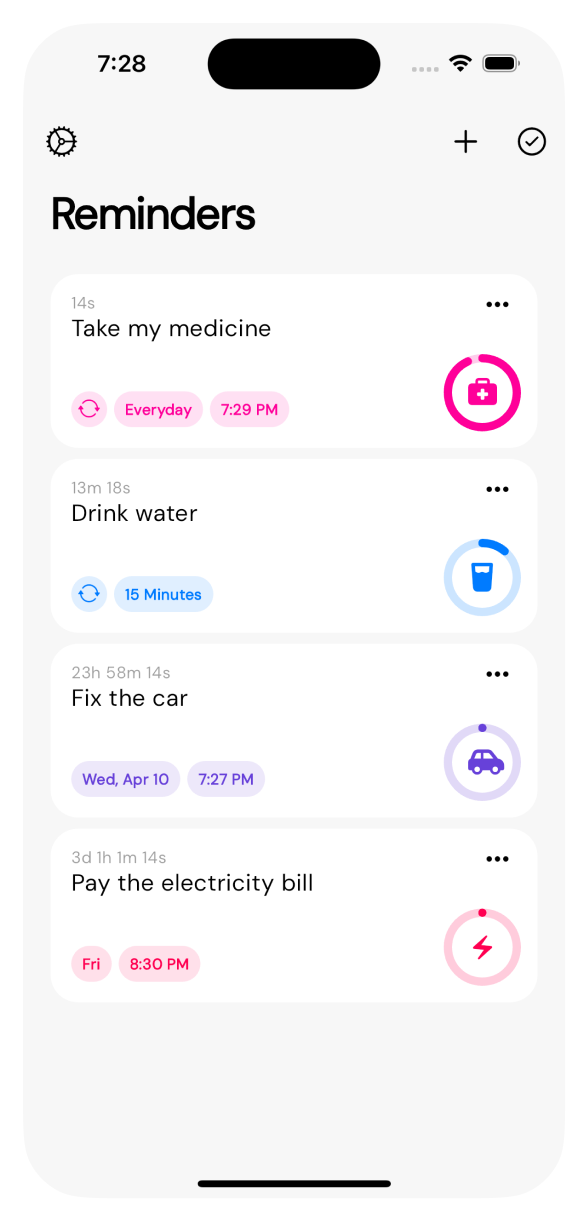 7:28
Reminders
14s
Take my medicine
Everyday 7:29 PM
13m 18s
Drink water
15 Minutes
23h 58m 14s
Fix the car
Wed, Apr 10 7:27 PM
3d 1h 1m 14s
Pay the electricity bill
Fri 8:30 PM